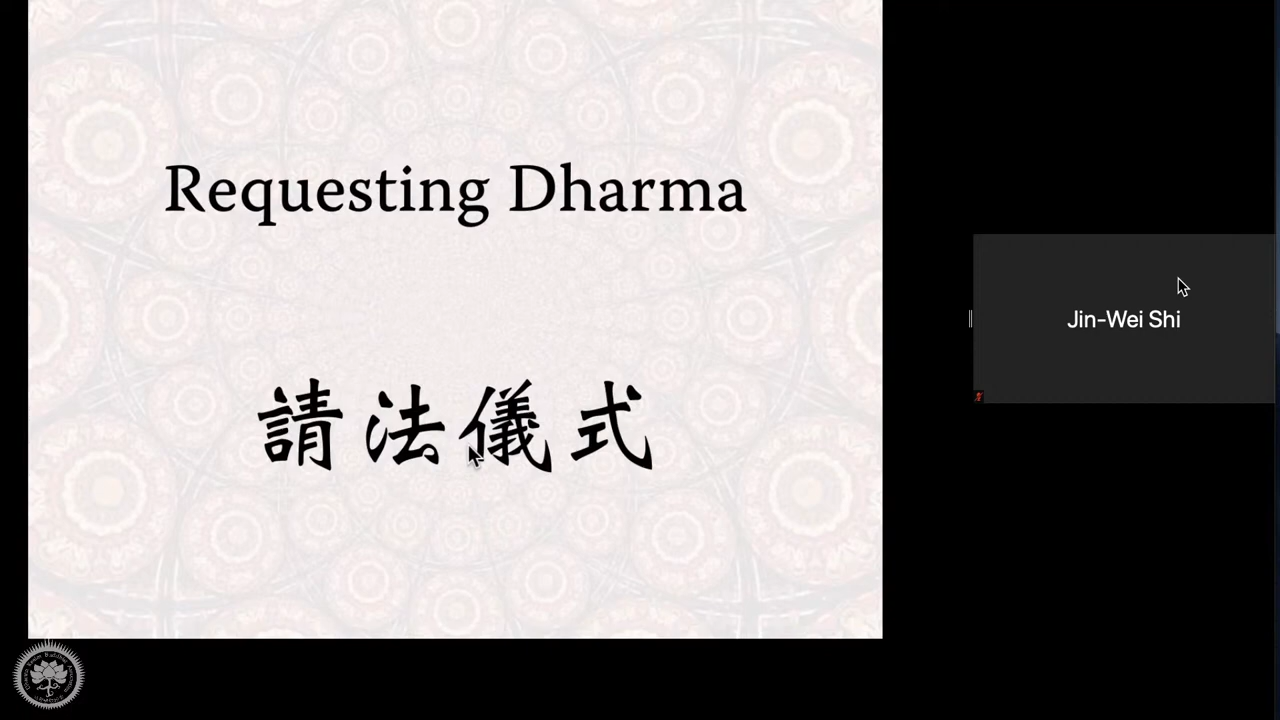 Requesting Dharma
請法儀式
Jin-Wei Shi